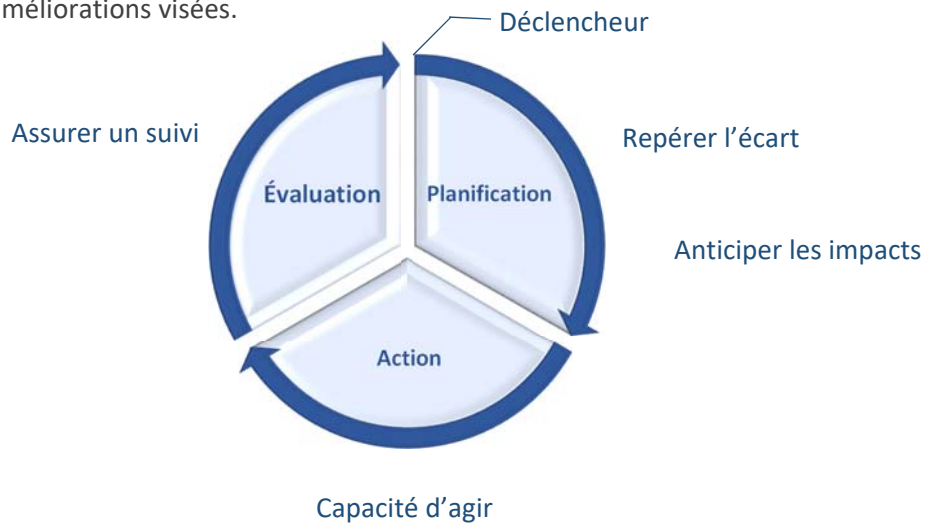 méliorations visées.
Déclencheur
Assurer un suivi
Repérer l’écart
Évaluation
Planification
Anticiper les impacts
Action
Capacité d’agir